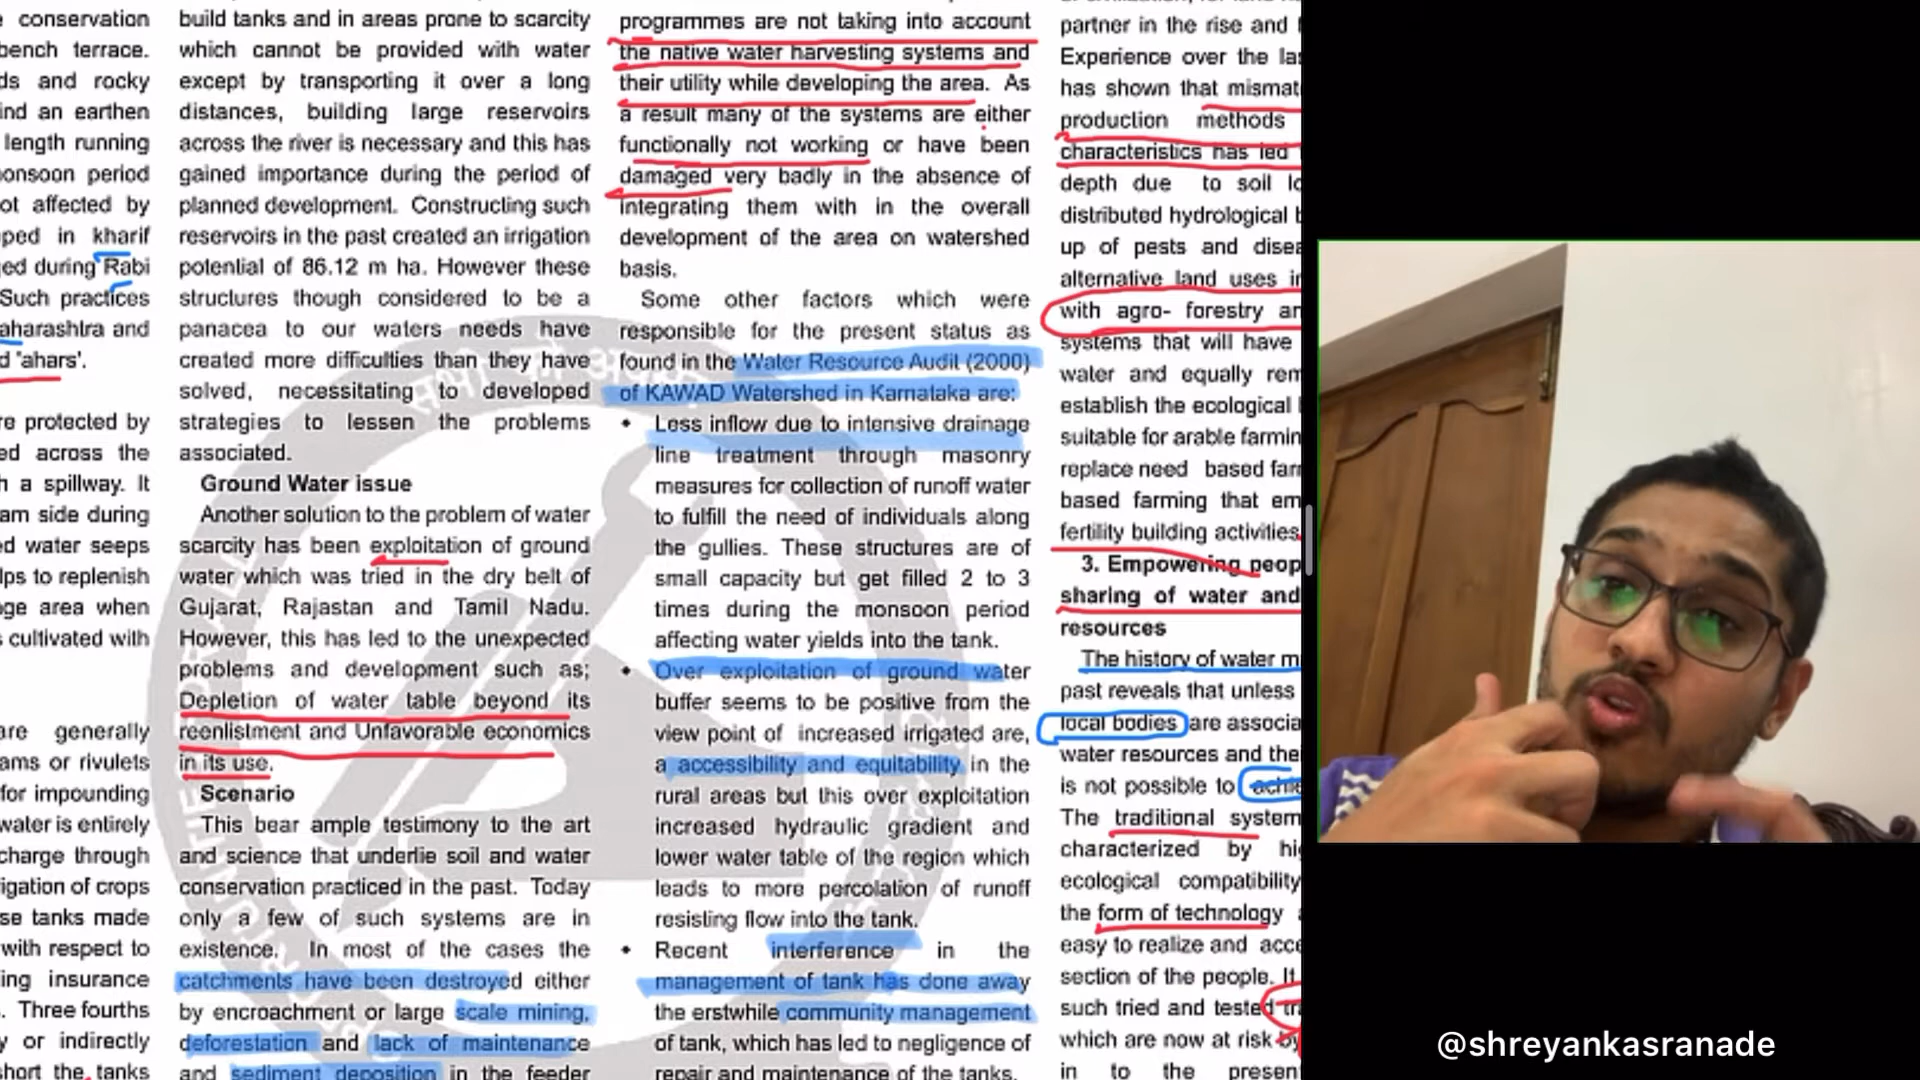 conservation
bench terrace.
ds and rocky
ind an earthen
length running
onsoon period
ot affected by
ped in kharif
ed during Rabi
Such practices
aharashtra and
d 'ahars'.
re protected by
ed across the
h a spillway. It
am side during
ed water seeps
lps to replenish
ge area when
s cultivated with
are generally
ams or rivulets
for impounding
water is entirely
charge through
igation of crops
se tanks made
with respect to
ing insurance
. Three fourths
y or indirectly
short the tanks
build tanks and in areas prone to scarcity
which cannot be provided with water
except by transporting it over a long
distances, building large reservoirs
across the river is necessary and this has
gained importance during the period of
planned development. Constructing such
reservoirs in the past created an irrigation
potential of 86.12 m ha. However these
structures though considered to be a
panacea to our waters needs have
created more difficulties than they have
solved, necessitating to developed
strategies to lessen the problems
associated.
Ground Water issue
Another solution to the problem of water
scarcity has been exploitation of ground
water which was tried in the dry belt of
Gujarat, Rajastan and Tamil Nadu.
However, this has led to the unexpected
problems and development such as;
Depletion of water table beyond its
reenlistment and Unfavorable economics
in its use.
Scenario
This bear ample testimony to the art
and science that underlie soil and water
conservation practiced in the past. Today
only a few of such systems are in
existence. In most of the cases the
catchments have been destroyed either
by encroachment or large scale mining,
deforestation and lack of maintenance
and sediment deposition in the feeder
programmes are not taking into account
the native water harvesting systems and
their utility while developing the area. As
a result many of the systems are either
functionally not working or have been
damaged very badly in the absence of
integrating them with in the overall
development of the area on watershed
basis.
Some other factors which were
responsible for the present status as
found in the Water Resource Audil (2000)
of KAWAD Watershed in Karnataka are:
• Less inflow due to intensive drainage
line treatment through masonry
measures for collection of runoff water
to fulfill the need of individuals along
the gullies. These structures are of
small capacity but get filled 2 to 3
times during the monsoon period
affecting water yields into the tank.
• Over exploitation of ground water
buffer seems to be positive from the
view point of increased irrigated are,
a accessibility and equitability in the
rural areas but this over exploitation
increased hydraulic gradient and
lower water table of the region which
leads to more percolation of runoff
resisling flow into the tank.
• Recent interference in the
management of tank has done away
the erstwhile community management
of tank, which has led to negligence of
repair and maintenance of the tanks.
partner in the rise and
Experience over the las
has shown that mismat
production methods
characteristics has led
depth due to soil lo
distributed hydrological b
up of pests and disea
alternative land uses in
with agro- forestry an
systems that will have
water and equally rem
establish the ecological
suitable for arable farmin
replace need based farm
based farming that em
fertility building activities
3. Empowering peop
sharing of water and
resources
The history of water m
past reveals that unless
local bodies are associa
water resources and thei
is not possible to achie
The traditional system
characterized by hig
ecological compatibility
the form of technology
easy to realize and acce
section of the people. It
such tried and tested tra
which are now at risk by
in to the present
@shreyankasranade